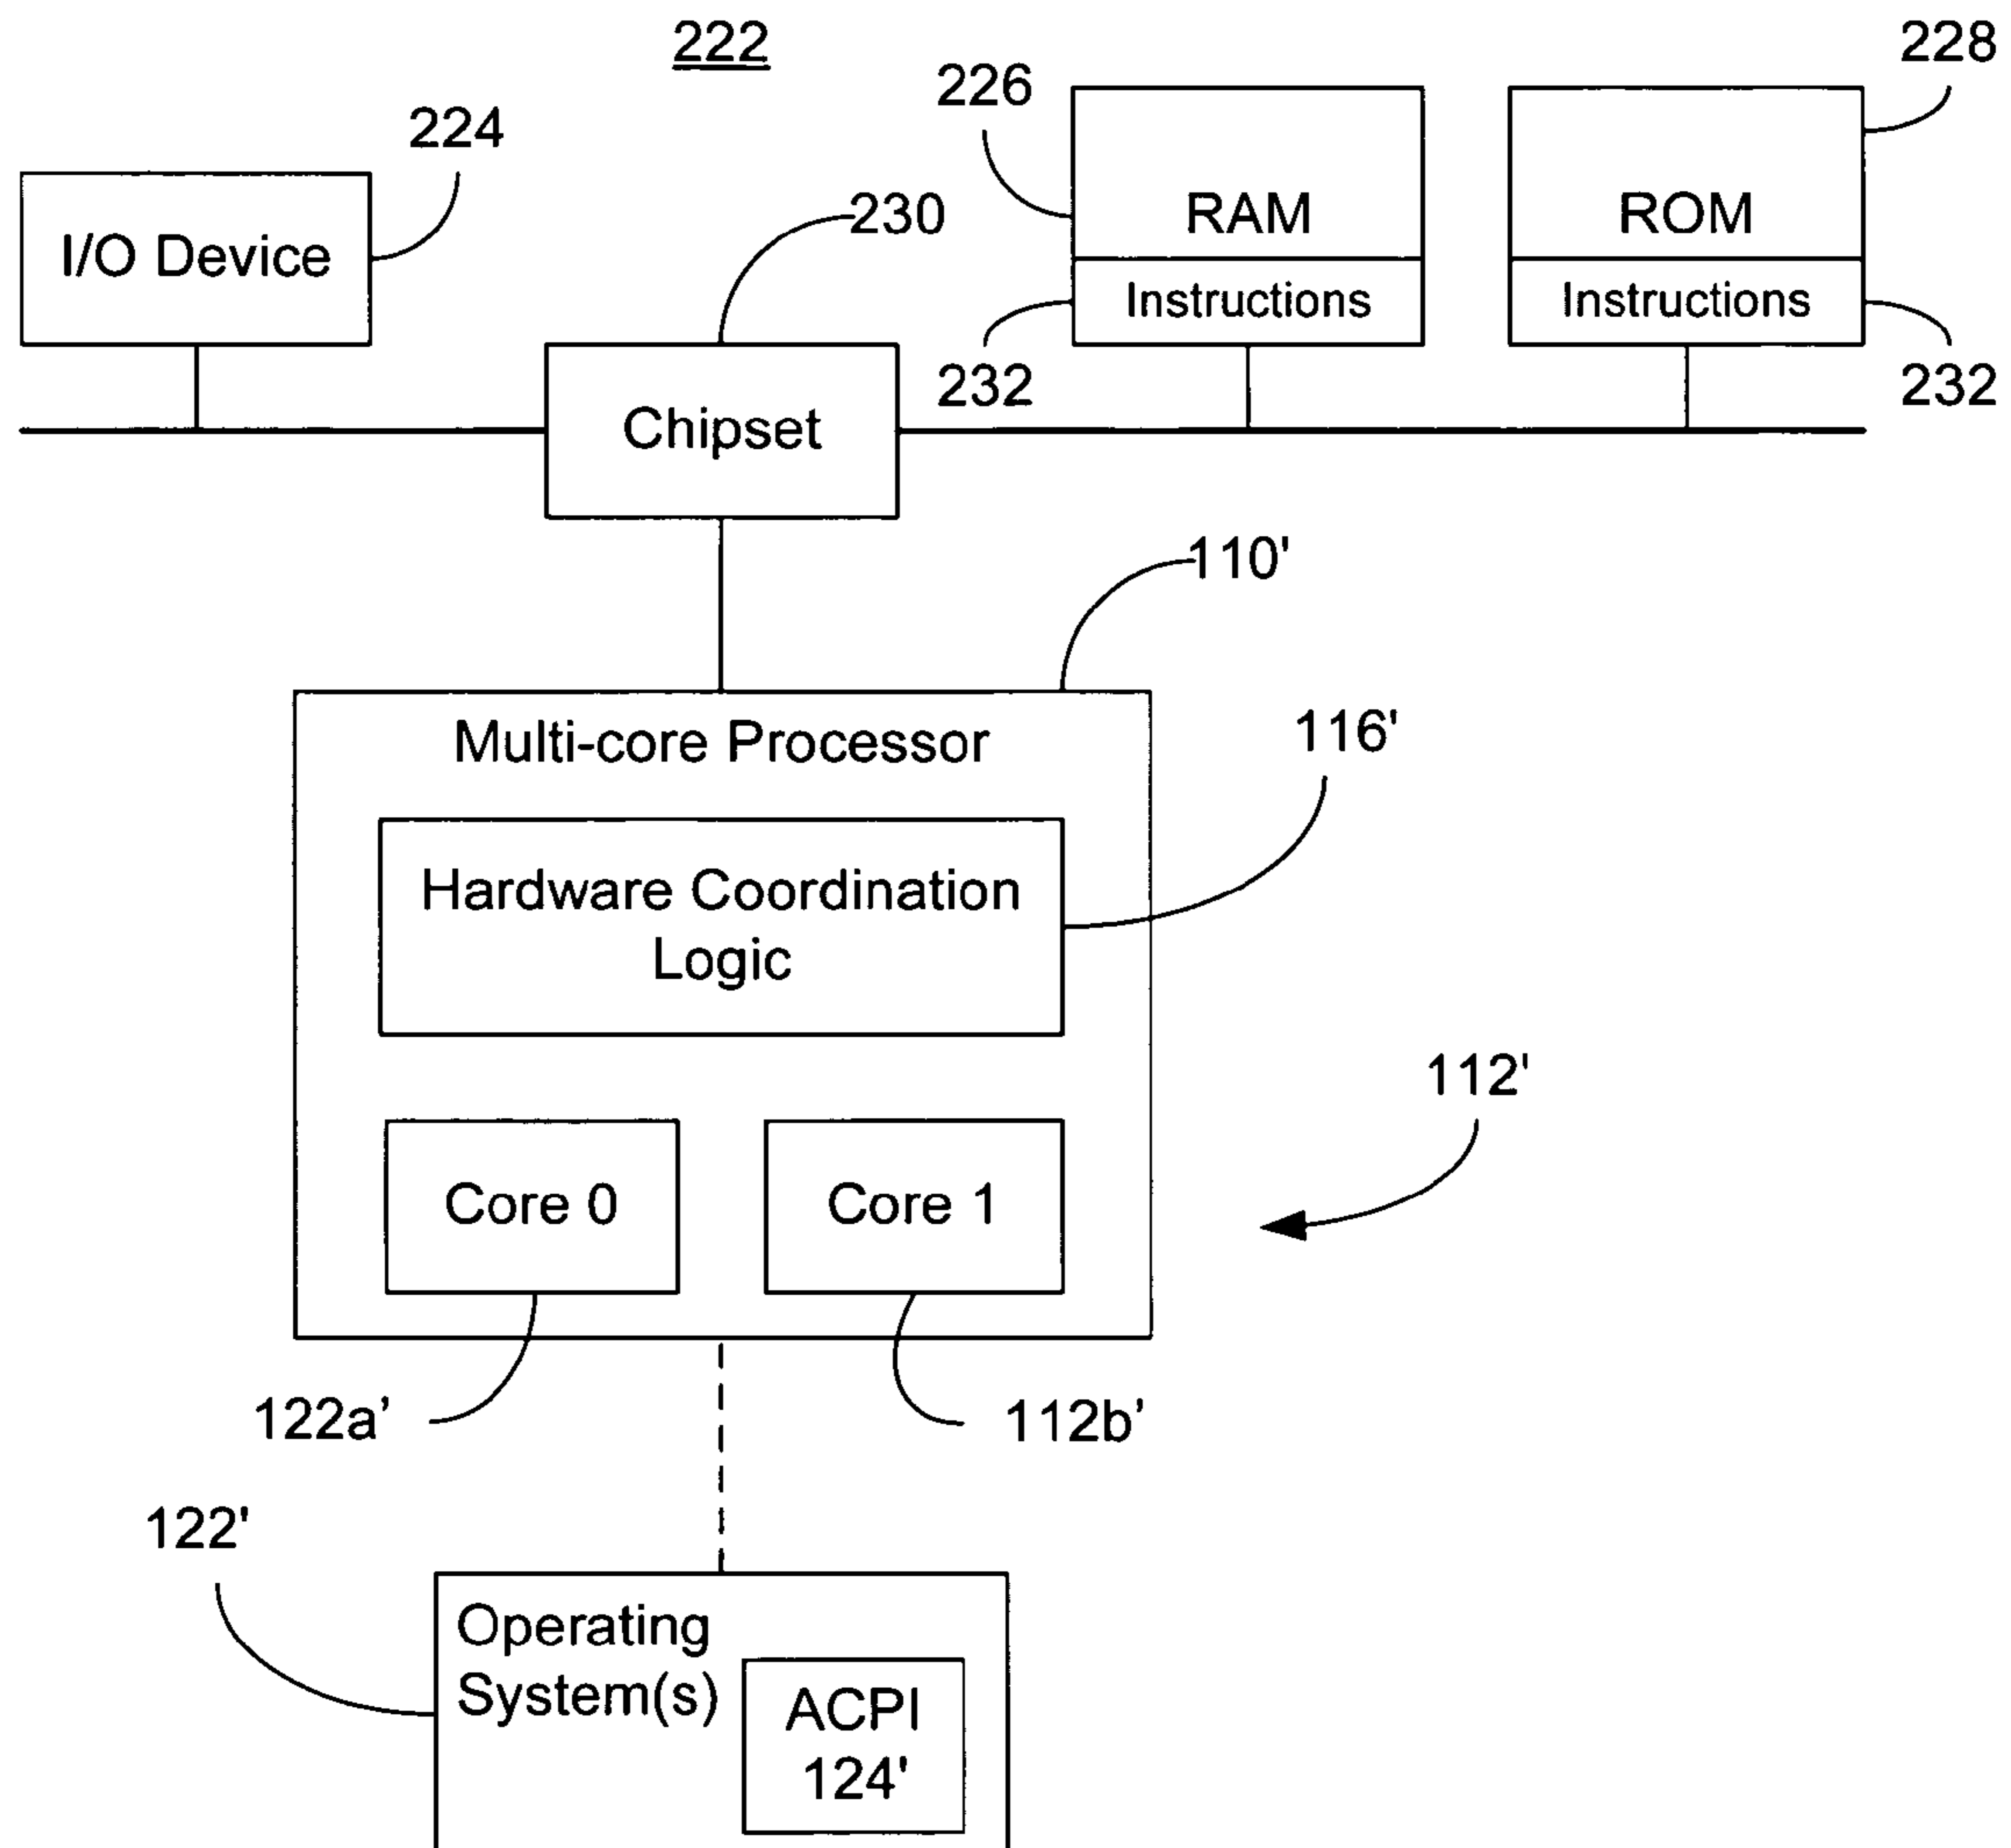 222
228
226
224
I/O Device
230
RAM
ROM
Instructions
Instructions
232
232
Chipset
110'
Multi-core Processor
116'
Hardware Coordination
Logic
112'
Core 0
Core 1
122a’
112b’
122'
Operating
System(s)
ACPI
124'